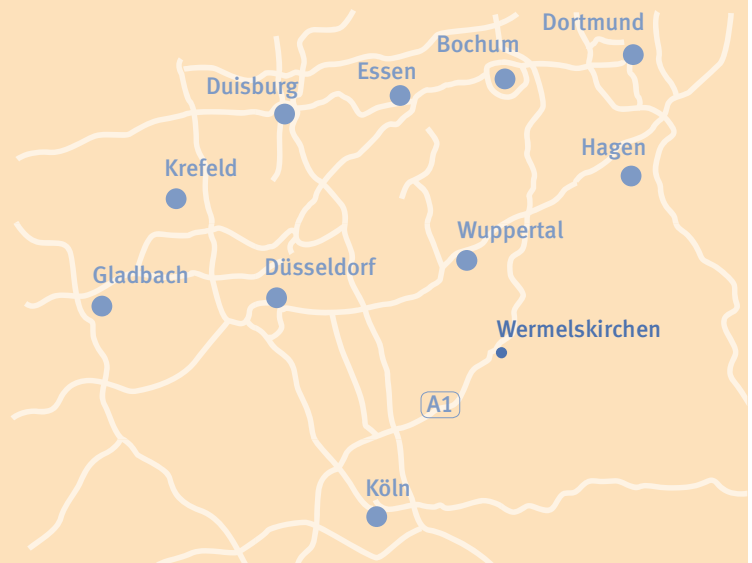 Dortmund
Bochum
Essen
Duisburg
Hagen
Krefeld
Wuppertal
Düsseldorf
Gladbach
Wermelskirchen
A1
Köln